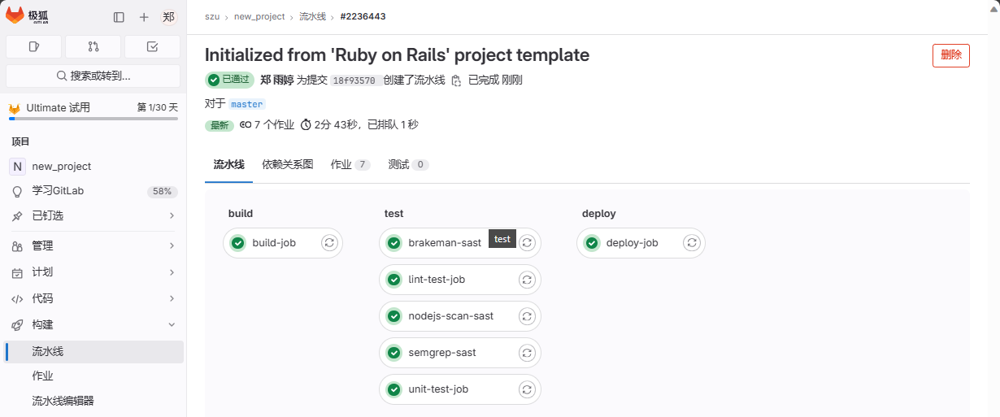 极狐
GITLAB
郑
搜索或转到...
Ultimate 试用
第 1/30 天
项目
N
new_project
学习GitLab
58%
已钉选
管理
计划
代码
构建
流水线
作业
流水线编辑器
szu › new_project › 流水线 › #2236443
Initialized from 'Ruby on Rails' project template
删除
已通过 郑 雨婷 为提交 18f93570 创建了流水线 已完成 刚刚
对于 master
最新 7 个作业 2分 43秒，已排队 1 秒
流水线 依赖关系图 作业 7 测试 0
build
build-job
test
brakeman-sast
test
lint-test-job
nodejs-scan-sast
semgrep-sast
unit-test-job
deploy
deploy-job